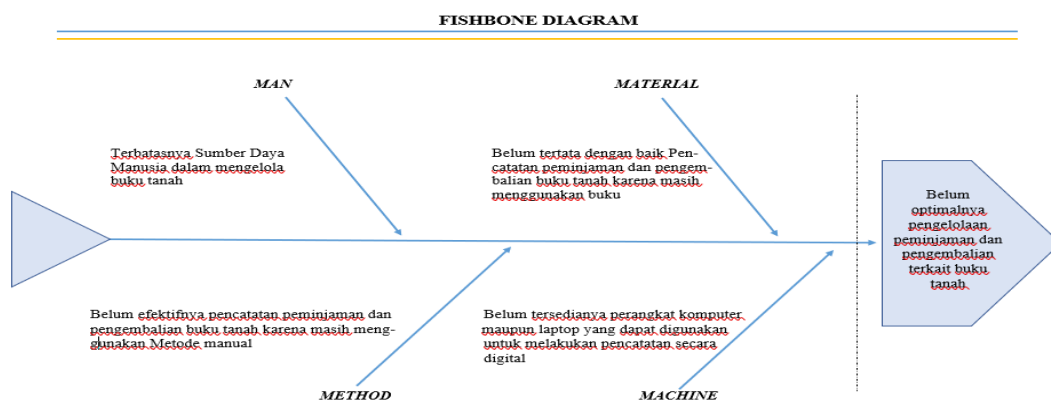 FISHBONE DIAGRAM
MAN
MATERIAL
Terbatasnya Sumber Daya
Manusia dalam mengelola
buku tanah
Belum tertata dengan baik Pen-
catatan peminjaman dan pengem-
balian buku tanah karena masih
menggunakan buku
Belum
optimalnya
pengelolaan
peminjaman dan
pengembalian
terkait buku
tanah.
Belum efektifnya pencatatan peminjaman dan
pengembalian buku tanah karena masih meng-
gunakan Metode manual
Belum tersedianya perangkat komputer
maupun laptop yang dapat digunakan
untuk melakukan pencatatan secara
digital
METHOD
MACHINE